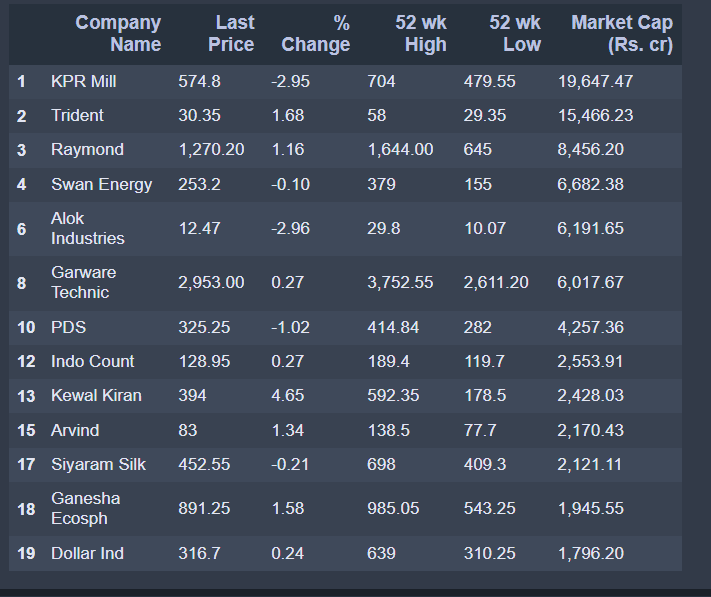 Company Name Last Price % Change 52 wk High 52 wk Low Market Cap (Rs. cr)
1 KPR Mill 574.8 -2.95 704 479.55 19,647.47
2 Trident 30.35 1.68 58 29.35 15,466.23
3 Raymond 1,270.20 1.16 1,644.00 645 8,456.20
4 Swan Energy 253.2 -0.10 379 155 6,682.38
6 Alok Industries 12.47 -2.96 29.8 10.07 6,191.65
8 Garware Technic 2,953.00 0.27 3,752.55 2,611.20 6,017.67
10 PDS 325.25 -1.02 414.84 282 4,257.36
12 Indo Count 128.95 0.27 189.4 119.7 2,553.91
13 Kewal Kiran 394 4.65 592.35 178.5 2,428.03
15 Arvind 83 1.34 138.5 77.7 2,170.43
17 Siyaram Silk 452.55 -0.21 698 409.3 2,121.11
18 Ganesha Ecosph 891.25 1.58 985.05 543.25 1,945.55
19 Dollar Ind 316.7 0.24 639 310.25 1,796.20